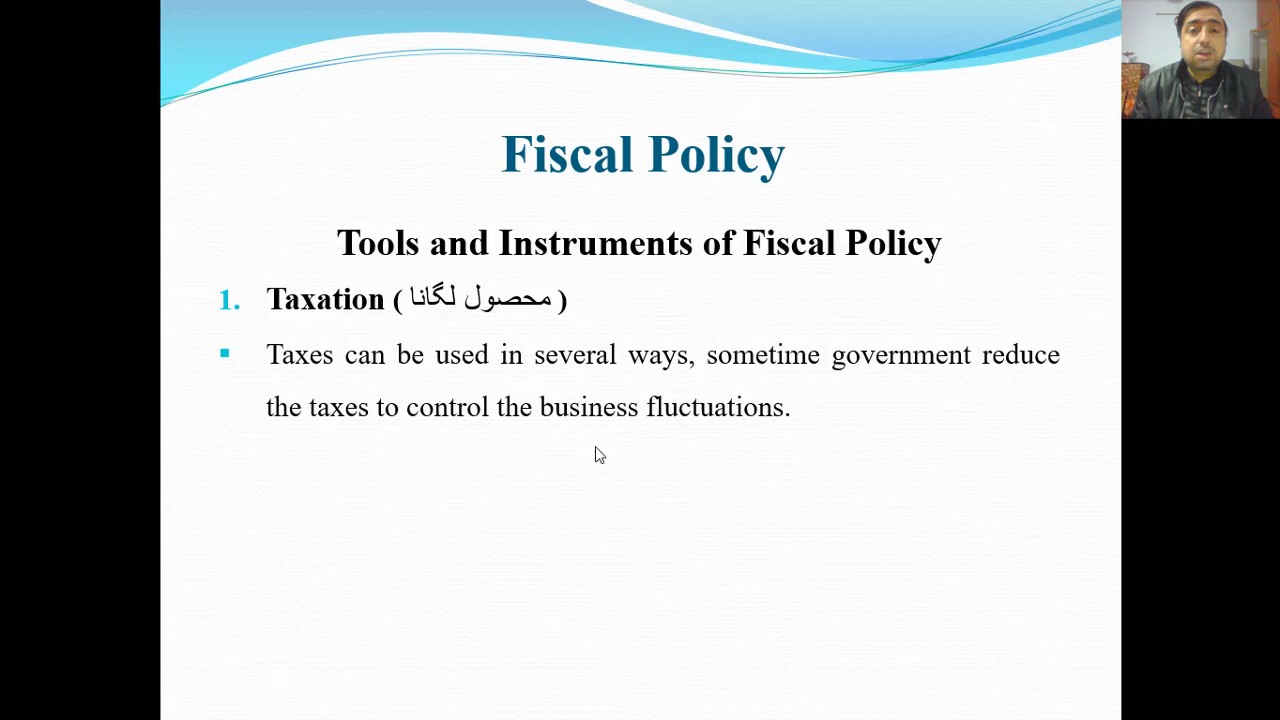 Fiscal Policy
Tools and Instruments of Fiscal Policy
1. Taxation ( محصول لگانا )
▪ Taxes can be used in several ways, sometime government reduce
the taxes to control the business fluctuations.